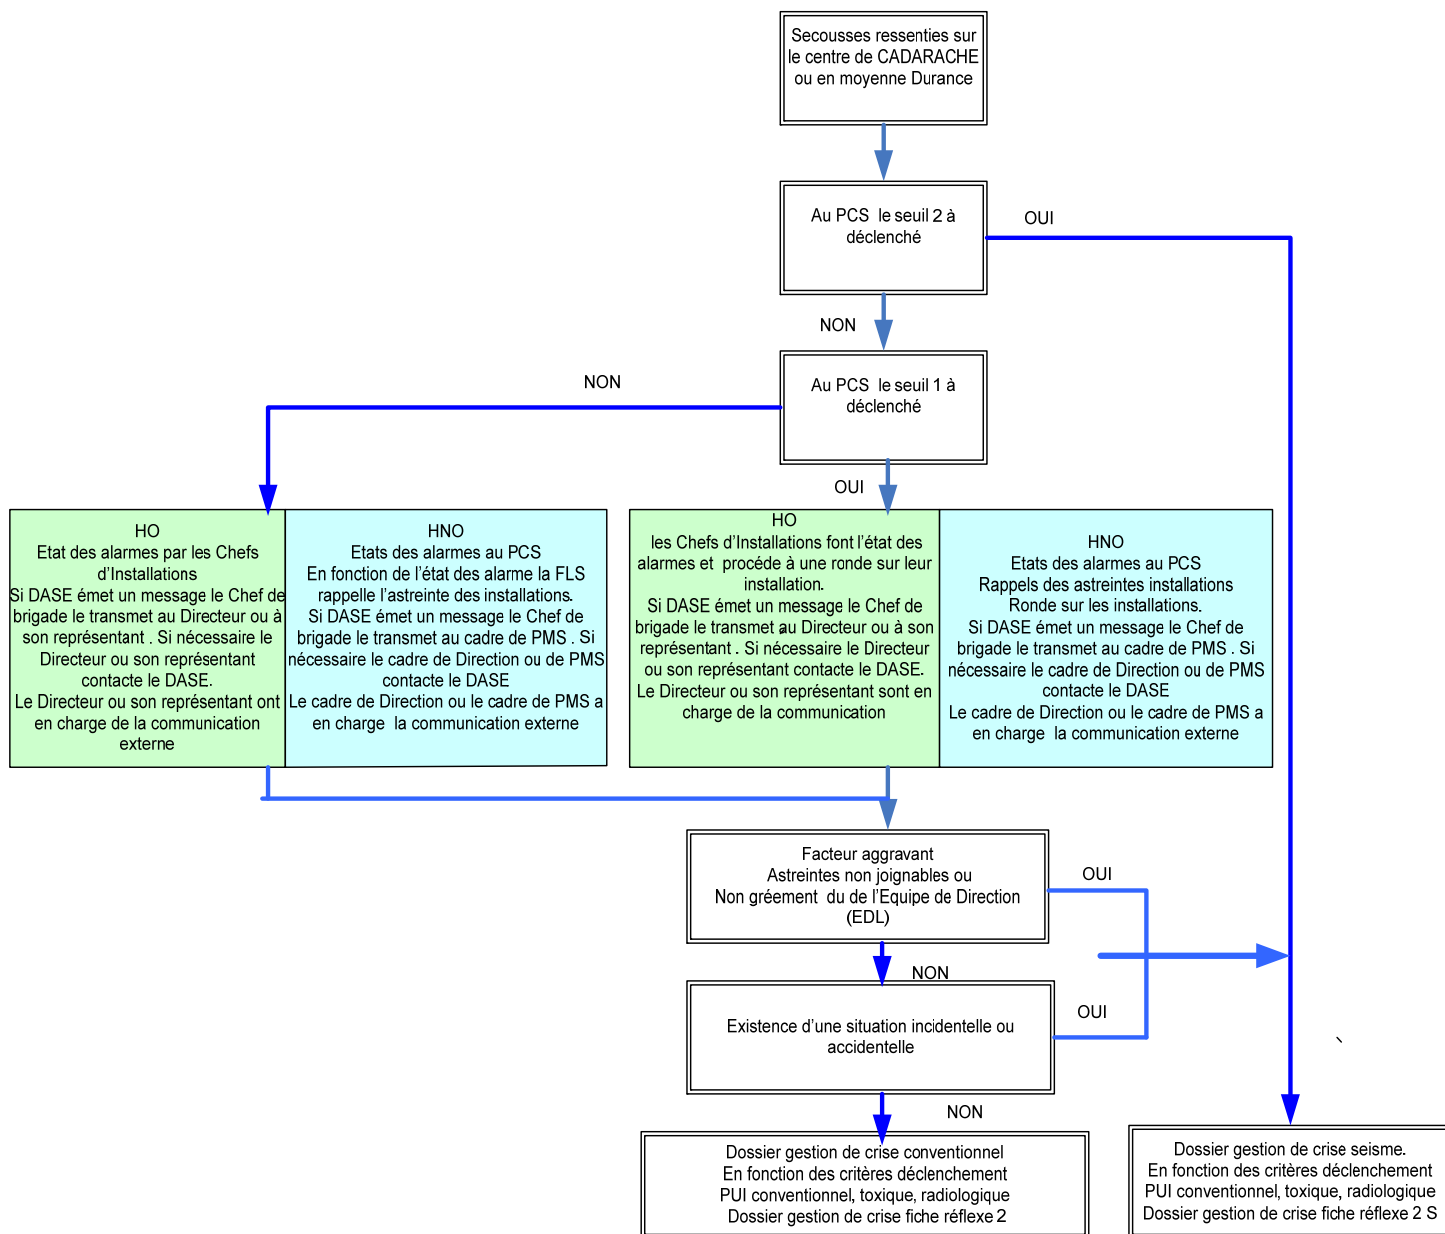 Secousses ressenties sur
le centre de CADARACHE
ou en moyenne Durance
Au PCS le seuil 2 à
déclenché
OUI
NON
Au PCS le seuil 1 à
déclenché
NON
OUI
HO
Etat des alarmes par les Chefs
d'Installations
Si DASE émet un message le Chef de
brigade le transmet au Directeur ou à
son représentant . Si nécessaire le
Directeur ou son représentant
contacte le DASE.
Le Directeur ou son représentant ont
en charge de la communication
externe
HNO
Etats des alarmes au PCS
En fonction de l'état des alarme la FLS
rappelle l'astreinte des installations.
Si DASE émet un message le Chef de
brigade le transmet au cadre de PMS . Si
nécessaire le cadre de Direction ou de PMS
contacte le DASE
Le cadre de Direction ou le cadre de PMS a
en charge la communication externe
HO
les Chefs d'Installations font l'état des
alarmes et procéde à une ronde sur leur
installation.
Si DASE émet un message le Chef de
brigade le transmet au Directeur ou à son
représentant . Si nécessaire le Directeur
ou son représentant contacte le DASE.
Le Directeur ou son représentant sont en
charge de la communication
HNO
Etats des alarmes au PCS
Rappels des astreintes installations
Ronde sur les installations.
Si DASE émet un message le Chef de
brigade le transmet au cadre de PMS . Si
nécessaire le cadre de Direction ou de PMS
contacte le DASE
Le cadre de Direction ou le cadre de PMS a
en charge la communication externe
Facteur aggravant
Astreintes non joignables ou
Non gréement du de l'Equipe de Direction
(EDL)
OUI
NON
Existence d'une situation incidentelle ou
accidentelle
OUI
NON
Dossier gestion de crise conventionnel
En fonction des critères déclenchement
PUI conventionnel, toxique, radiologique
Dossier gestion de crise fiche réflexe 2
Dossier gestion de crise seisme.
En fonction des critères déclenchement
PUI conventionnel, toxique, radiologique
Dossier gestion de crise fiche réflexe 2 S